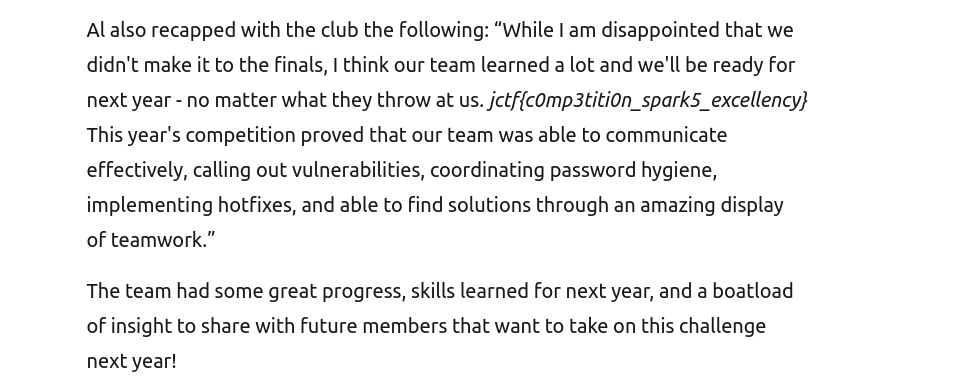 Al also recapped with the club the following: “While I am disappointed that we
didn't make it to the finals, I think our team learned a lot and we'll be ready for
next year - no matter what they throw at us. jctf{c0mp3titi0n_spark5_excellency}
This year's competition proved that our team was able to communicate
effectively, calling out vulnerabilities, coordinating password hygiene,
implementing hotfixes, and able to find solutions through an amazing display
of teamwork.”
The team had some great progress, skills learned for next year, and a boatload
of insight to share with future members that want to take on this challenge
next year!